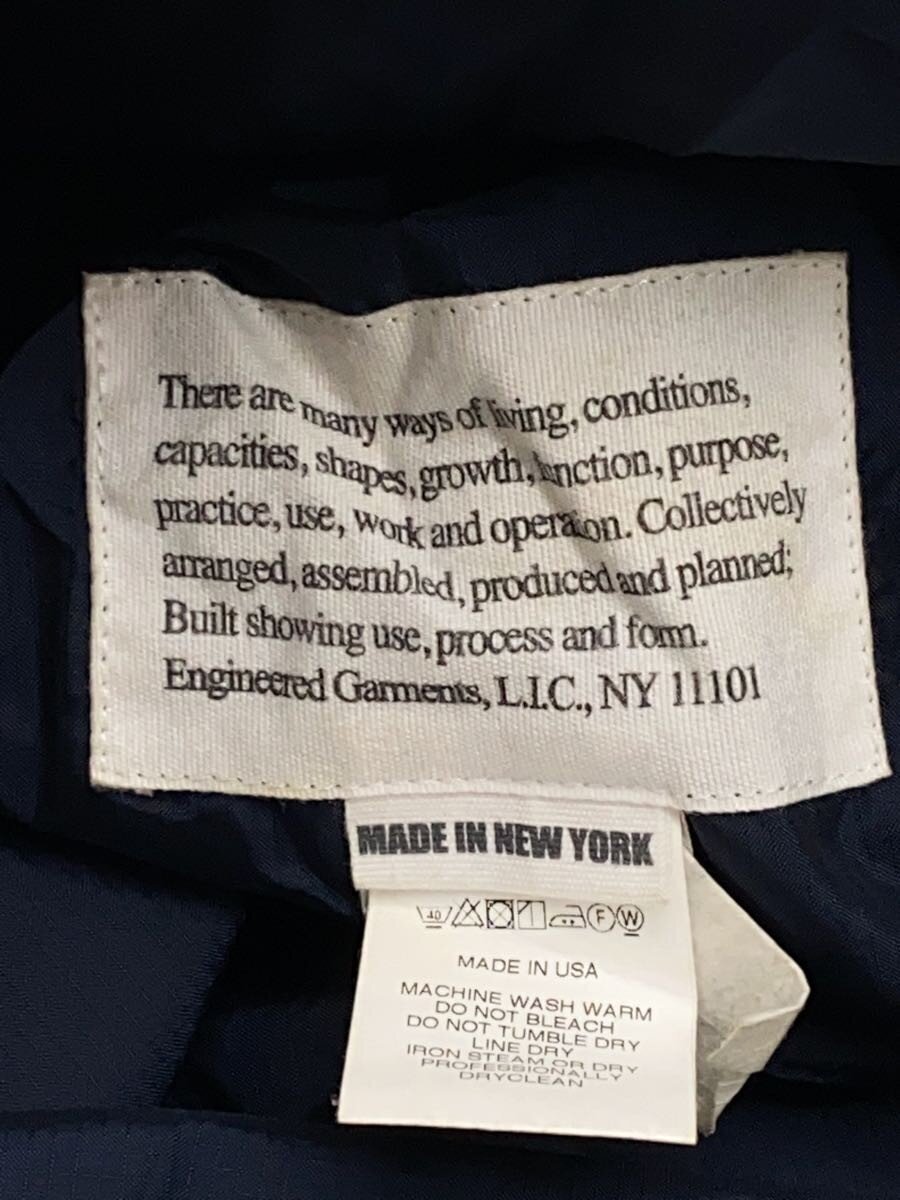 There are many ways of living, conditions,
capacities, shapes, growth, function, purpose,
practice, use, work and operation. Collectively
arranged, assembled, produced and planned;
Built showing use, process and form.
Engineered Garments, L.I.C., NY 11101
MADE IN NEW YORK
40 F W
MADE IN USA
MACHINE WASH WARM
DO NOT BLEACH
DO NOT TUMBLE DRY
LINE DRY
IRON STEAM OR DRY
PROFESSIONALLY
DRYCLEAN